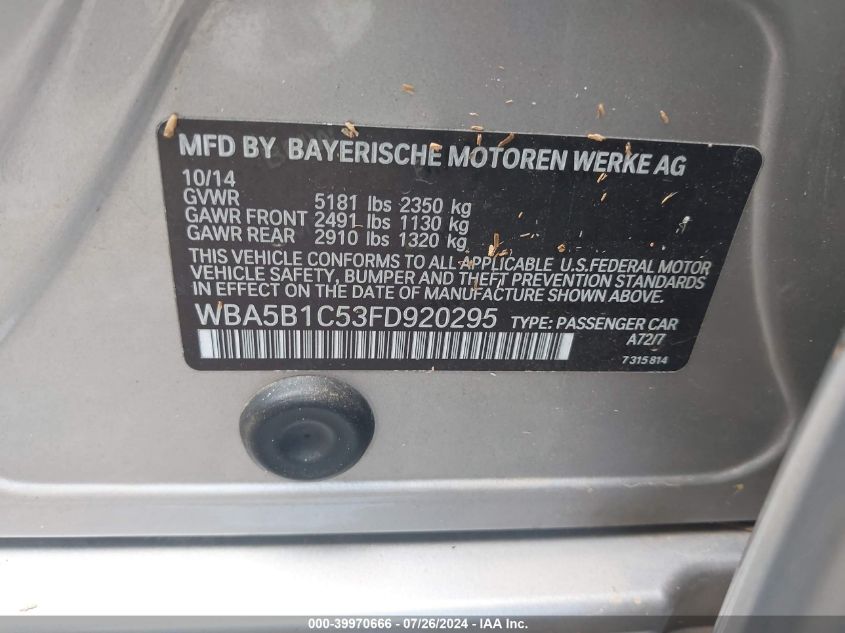 MFD BY BAYERISCHE MOTOREN WERKE AG
10/14
GVWR 5181 lbs 2350 kg
GAWR FRONT 2491 lbs 1130 kg
GAWR REAR 2910 lbs 1320 kg
THIS VEHICLE CONFORMS TO ALL APPLICABLE U.S.FEDERAL MOTOR
VEHICLE SAFETY, BUMPER AND THEFT PREVENTION STANDARDS
IN EFFECT ON THE DATE OF MANUFACTURE SHOWN ABOVE.
WBA5B1C53FD920295 TYPE: PASSENGER CAR
A72/7
7315814
000-39970666 - 07/26/2024 - IAA Inc.